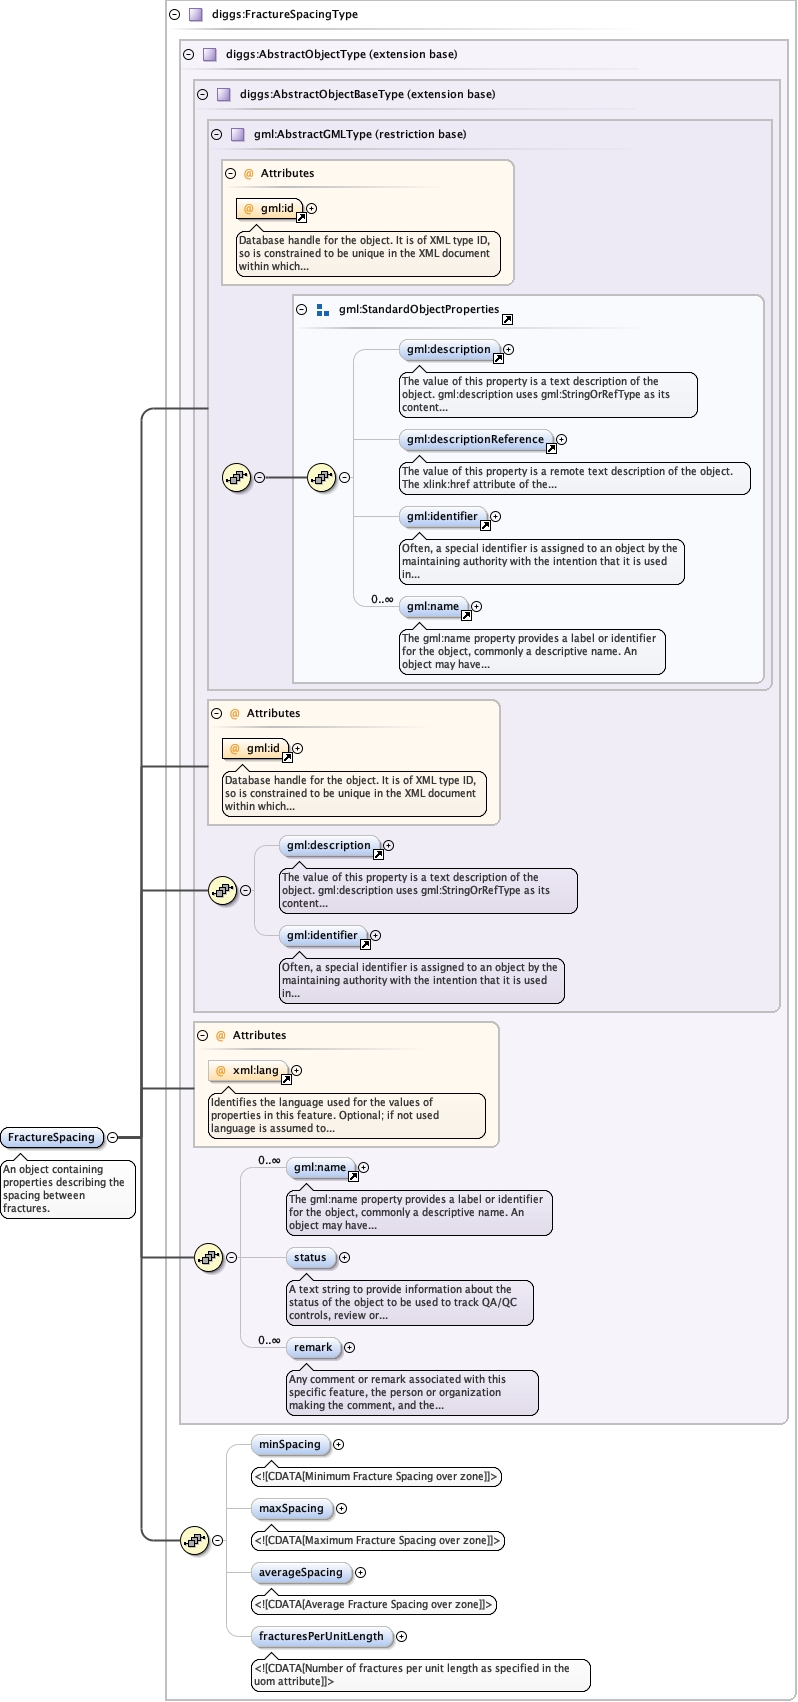 diggs:FractureSpacingType
diggs:AbstractObjectType (extension base)
diggs:AbstractObjectBaseType (extension base)
gml:AbstractGMLType (restriction base)
@ Attributes
@ gml:id
Database handle for the object. It is of XML type ID,
so is constrained to be unique in the XML document
within which...
gml:StandardObjectProperties
gml:description
The value of this property is a text description of the
object. gml:description uses gml:StringOrRefType as its
content...
gml:descriptionReference
The value of this property is a remote text description of the object.
The xlink:href attribute of the...
gml:identifier
Often, a special identifier is assigned to an object by the
maintaining authority with the intention that it is used
in...
0..∞
gml:name
The gml:name property provides a label or identifier
for the object, commonly a descriptive name. An
object may have...
@ Attributes
@ gml:id
Database handle for the object. It is of XML type ID,
so is constrained to be unique in the XML document
within which...
gml:description
The value of this property is a text description of the
object. gml:description uses gml:StringOrRefType as its
content...
gml:identifier
Often, a special identifier is assigned to an object by the
maintaining authority with the intention that it is used
in...
@ Attributes
@ xml:lang
Identifies the language used for the values of
properties in this feature. Optional; if not used
language is assumed to...
FractureSpacing
An object containing
properties describing the
spacing between
fractures.
0..∞
gml:name
The gml:name property provides a label or identifier
for the object, commonly a descriptive name. An
object may have...
status
A text string to provide information about the
status of the object to be used to track QA/QC
controls, review or...
0..∞
remark
Any comment or remark associated with this
specific feature, the person or organization
making the comment, and the...
minSpacing
<![CDATA[Minimum Fracture Spacing over zone]]>
maxSpacing
<![CDATA[Maximum Fracture Spacing over zone]]>
averageSpacing
<![CDATA[Average Fracture Spacing over zone]]>
fracturesPerUnitLength
<![CDATA[Number of fractures per unit length as specified in the
uom attribute]]>